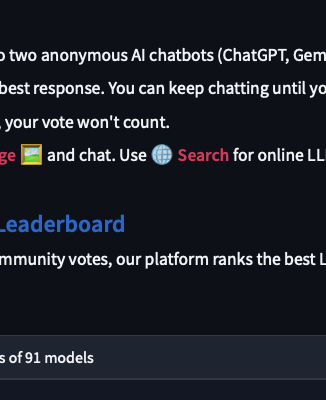 o two anonymous AI chatbots (ChatGPT, Gem
best response. You can keep chatting until yo
, your vote won't count.
ge 🖼️ and chat. Use 🌐 Search for online LL
Leaderboard
mmunity votes, our platform ranks the best L
s of 91 models